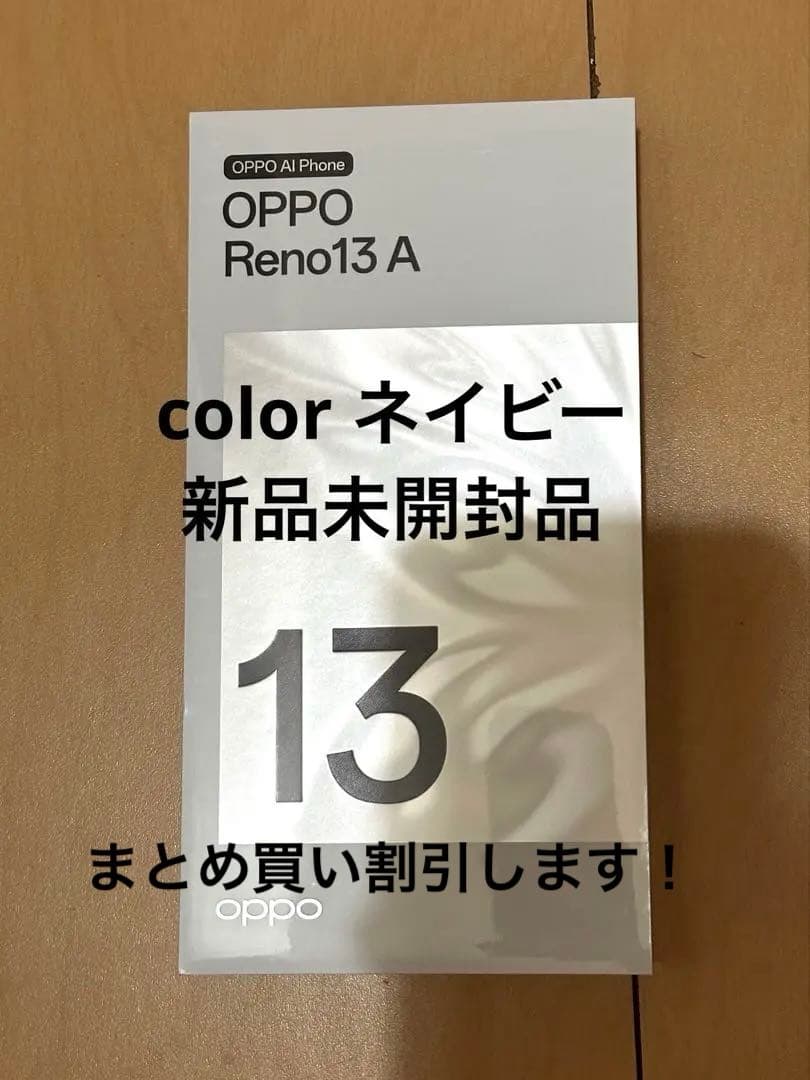 OPPO AI Phone
OPPO
Reno13 A
color ネイビー
新品未開封品
13
まとめ買い割引します！
oppo